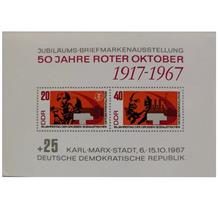 JUBILÄUMS-BRIEFMARKENAUSSTELLUNG
50 JAHRE ROTER OKTOBER
1917-1967
20
40
DDR
DDR
+25
KARL-MARX-STADT, 6.-15.10.1967
DEUTSCHE DEMOKRATISCHE REPUBLIK